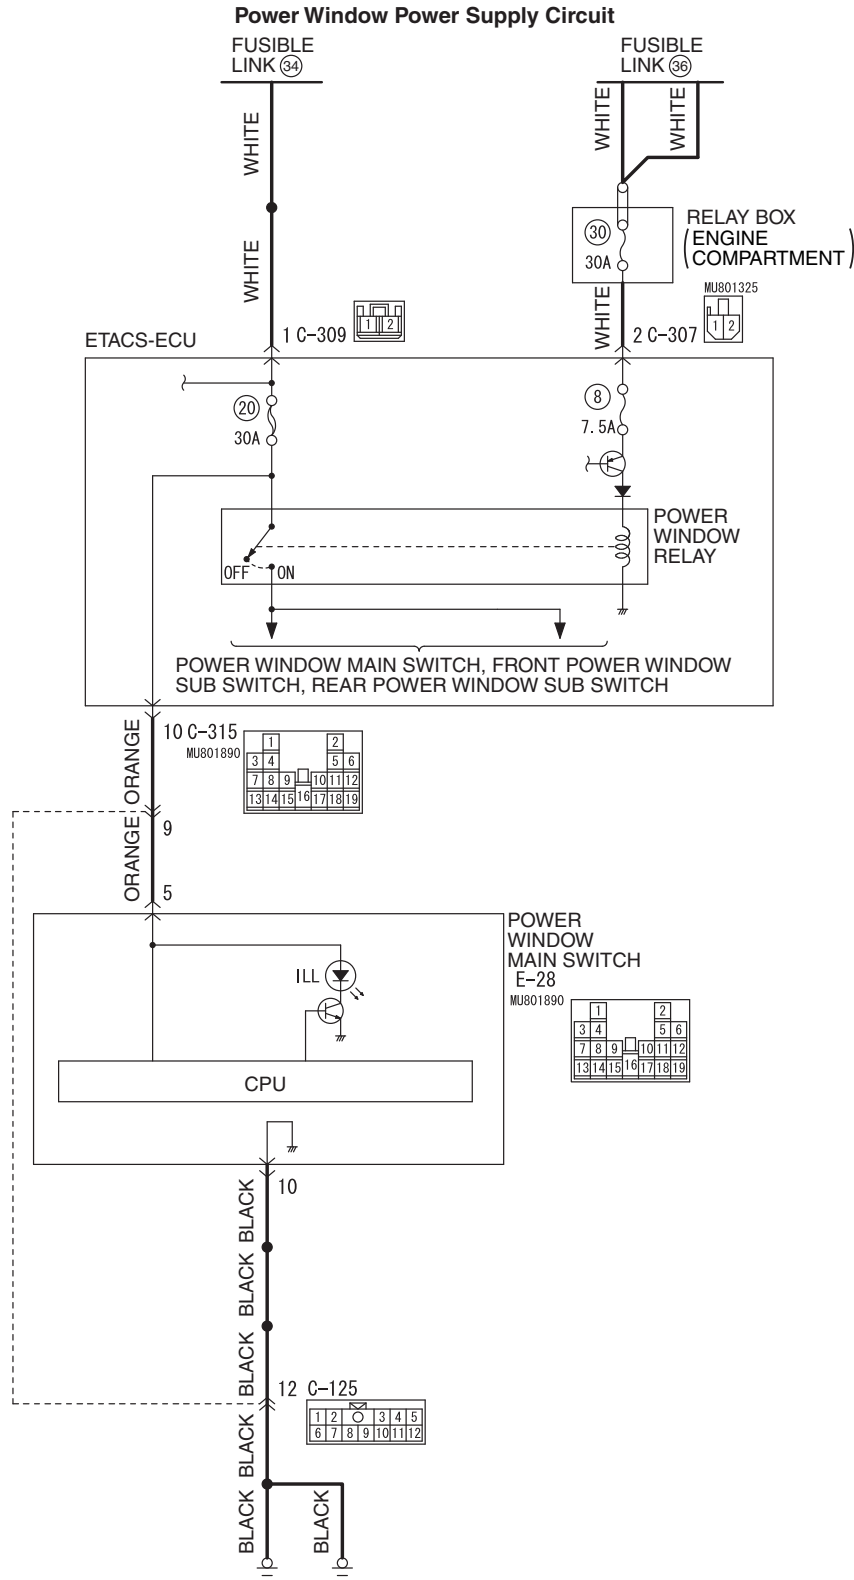 Power Window Power Supply Circuit
FUSIBLE
LINK 34
FUSIBLE
LINK 36
WHITE
WHITE
WHITE
RELAY BOX
(ENGINE
COMPARTMENT)
30
30A
WHITE
WHITE
MU801325
1 2
ETACS-ECU
1 C-309
1 2
2 C-307
20
30A
8
7.5A
POWER
WINDOW
RELAY
OFF ON
POWER WINDOW MAIN SWITCH, FRONT POWER WINDOW
SUB SWITCH, REAR POWER WINDOW SUB SWITCH
ORANGE
10 C-315
MU801890
1 2
3 4 5 6
7 8 9 10 11 12
13 14 15 16 17 18 19
9
ORANGE
5
POWER
WINDOW
MAIN SWITCH
E-28
MU801890
1 2
3 4 5 6
7 8 9 10 11 12
13 14 15 16 17 18 19
ILL
CPU
10
BLACK
BLACK
BLACK
12 C-125
1 2 3 4 5
6 7 8 9 10 11 12
BLACK
BLACK
BLACK